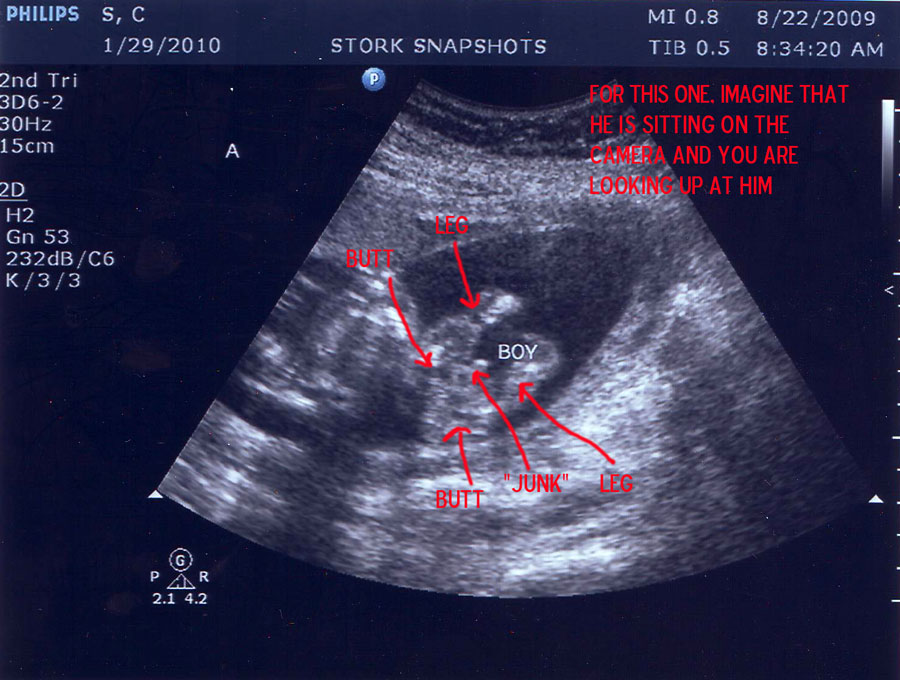 PHILIPS S, C MI 0.8 8/22/2009
1/29/2010 STORK SNAPSHOTS TIB 0.5 8:34:20 AM
P
2nd Tri
3D6-2
30Hz
15cm
A
2D
H2
Gn 53
232dB/C6
K /3/3
FOR THIS ONE, IMAGINE THAT
HE IS SITTING ON THE
CAMERA AND YOU ARE
LOOKING UP AT HIM
LEG
BUTT
BOY
BUTT
"JUNK"
LEG
<
G
P R
2.1 4.2